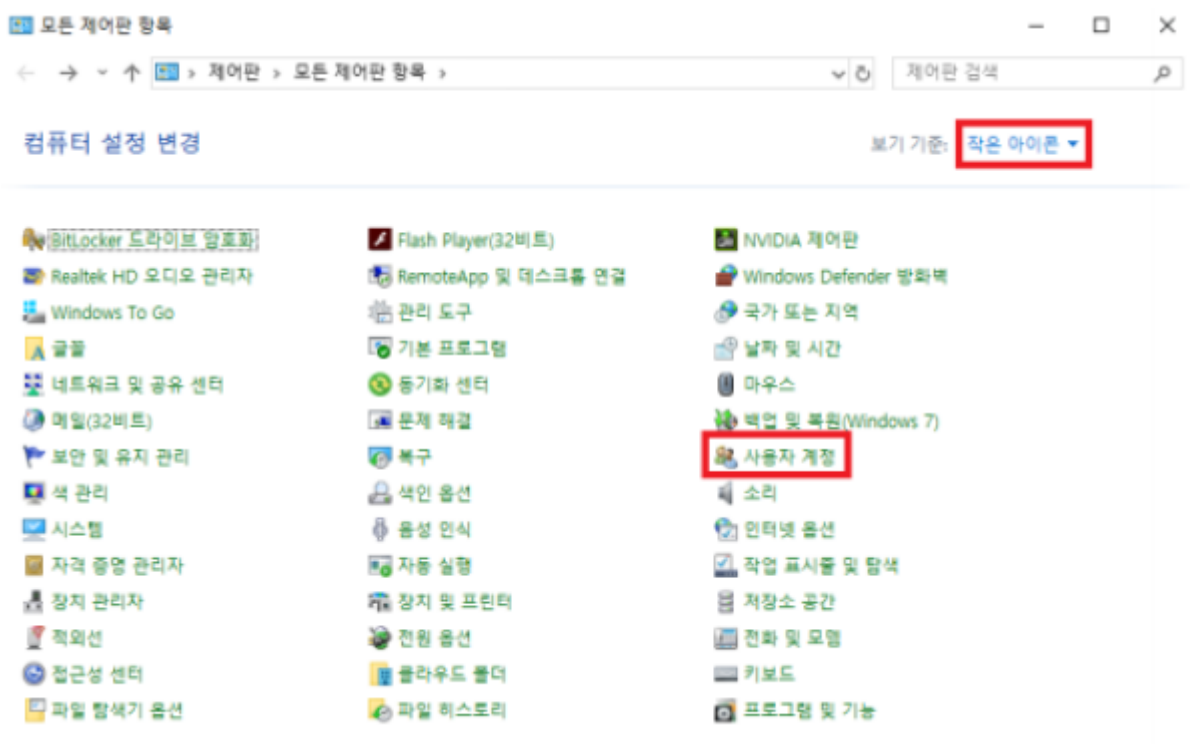 모든 제어판 항목
제어판 › 모든 제어판 항목 ›
제어판 검색
컴퓨터 설정 변경
보기 기준: 작은 아이콘
BitLocker 드라이브 암호화
Flash Player(32비트)
NVIDIA 제어판
Realtek HD 오디오 관리자
RemoteApp 및 데스크톱 연결
Windows Defender 방화벽
Windows To Go
관리 도구
국가 또는 지역
글꼴
기본 프로그램
날짜 및 시간
네트워크 및 공유 센터
동기화 센터
마우스
메일(32비트)
문제 해결
백업 및 복원(Windows 7)
보안 및 유지 관리
복구
사용자 계정
색 관리
색인 옵션
소리
시스템
음성 인식
인터넷 옵션
자격 증명 관리자
자동 실행
작업 표시줄 및 탐색
장치 관리자
장치 및 프린터
저장소 공간
적외선
전원 옵션
전화 및 모뎀
접근성 센터
클라우드 폴더
키보드
파일 탐색기 옵션
파일 히스토리
프로그램 및 기능